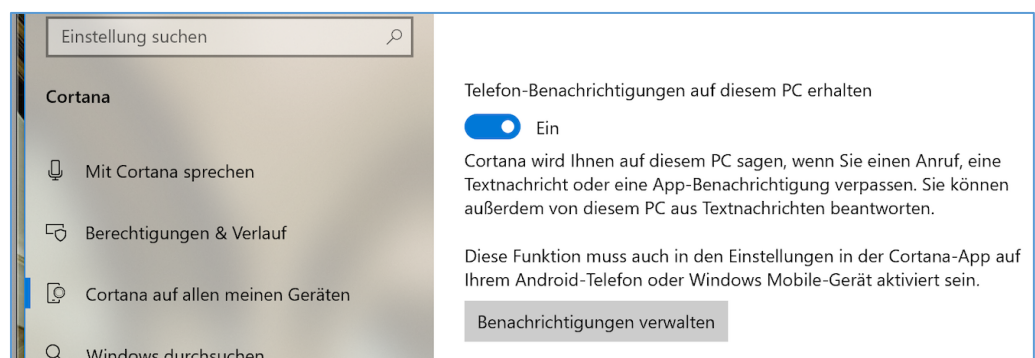 Einstellung suchen
Cortana
Mit Cortana sprechen
Berechtigungen & Verlauf
Cortana auf allen meinen Geräten
Windows durchsuchen
Telefon-Benachrichtigungen auf diesem PC erhalten
Ein
Cortana wird Ihnen auf diesem PC sagen, wenn Sie einen Anruf, eine
Textnachricht oder eine App-Benachrichtigung verpassen. Sie können
außerdem von diesem PC aus Textnachrichten beantworten.
Diese Funktion muss auch in den Einstellungen in der Cortana-App auf
Ihrem Android-Telefon oder Windows Mobile-Gerät aktiviert sein.
Benachrichtigungen verwalten